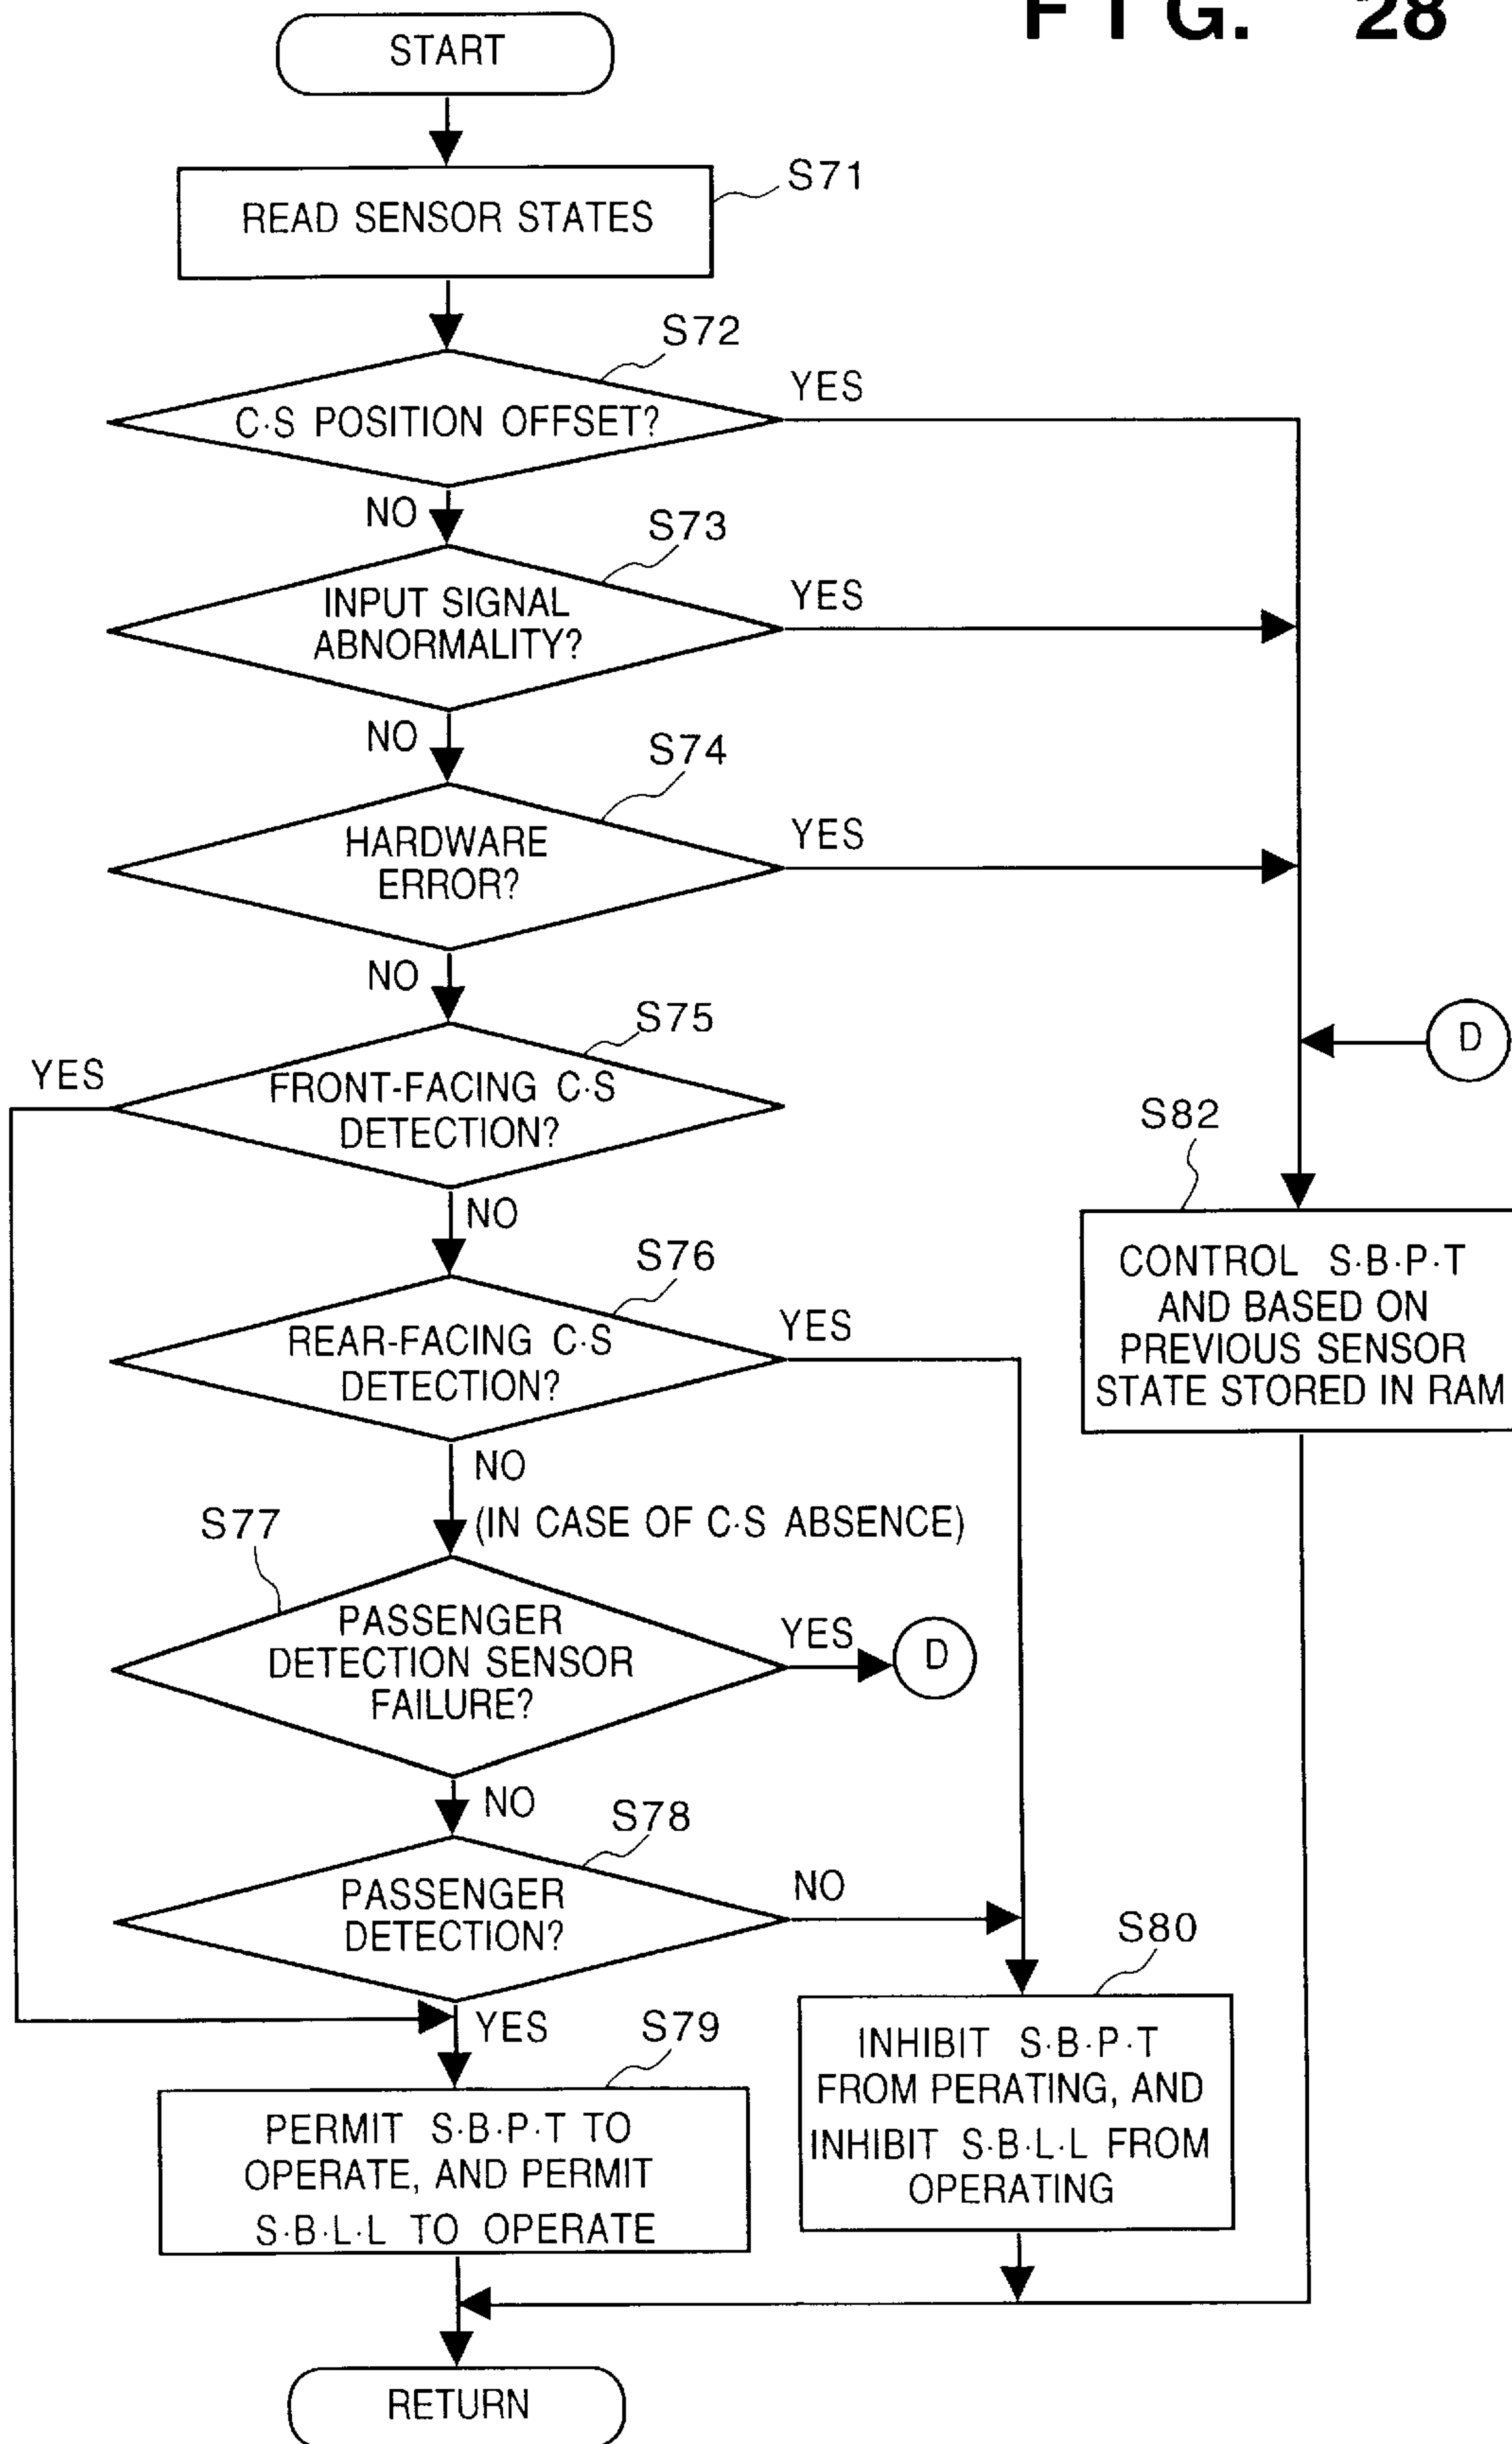 FIG. 28
START
S71
READ SENSOR STATES
S72
YES
C·S POSITION OFFSET?
NO
S73
YES
INPUT SIGNAL
ABNORMALITY?
NO
S74
YES
HARDWARE
ERROR?
NO
S75
YES
FRONT-FACING C·S
DETECTION?
D
S82
NO
CONTROL S·B·P·T
AND BASED ON
PREVIOUS SENSOR
STATE STORED IN RAM
S76
YES
REAR-FACING C·S
DETECTION?
NO
(IN CASE OF C·S ABSENCE)
S77
PASSENGER
DETECTION SENSOR
FAILURE?
YES
D
NO
S78
PASSENGER
DETECTION?
NO
S80
YES
S79
INHIBIT S·B·P·T
FROM PERATING, AND
INHIBIT S·B·L·L FROM
OPERATING
PERMIT S·B·P·T TO
OPERATE, AND PERMIT
S·B·L·L TO OPERATE
RETURN